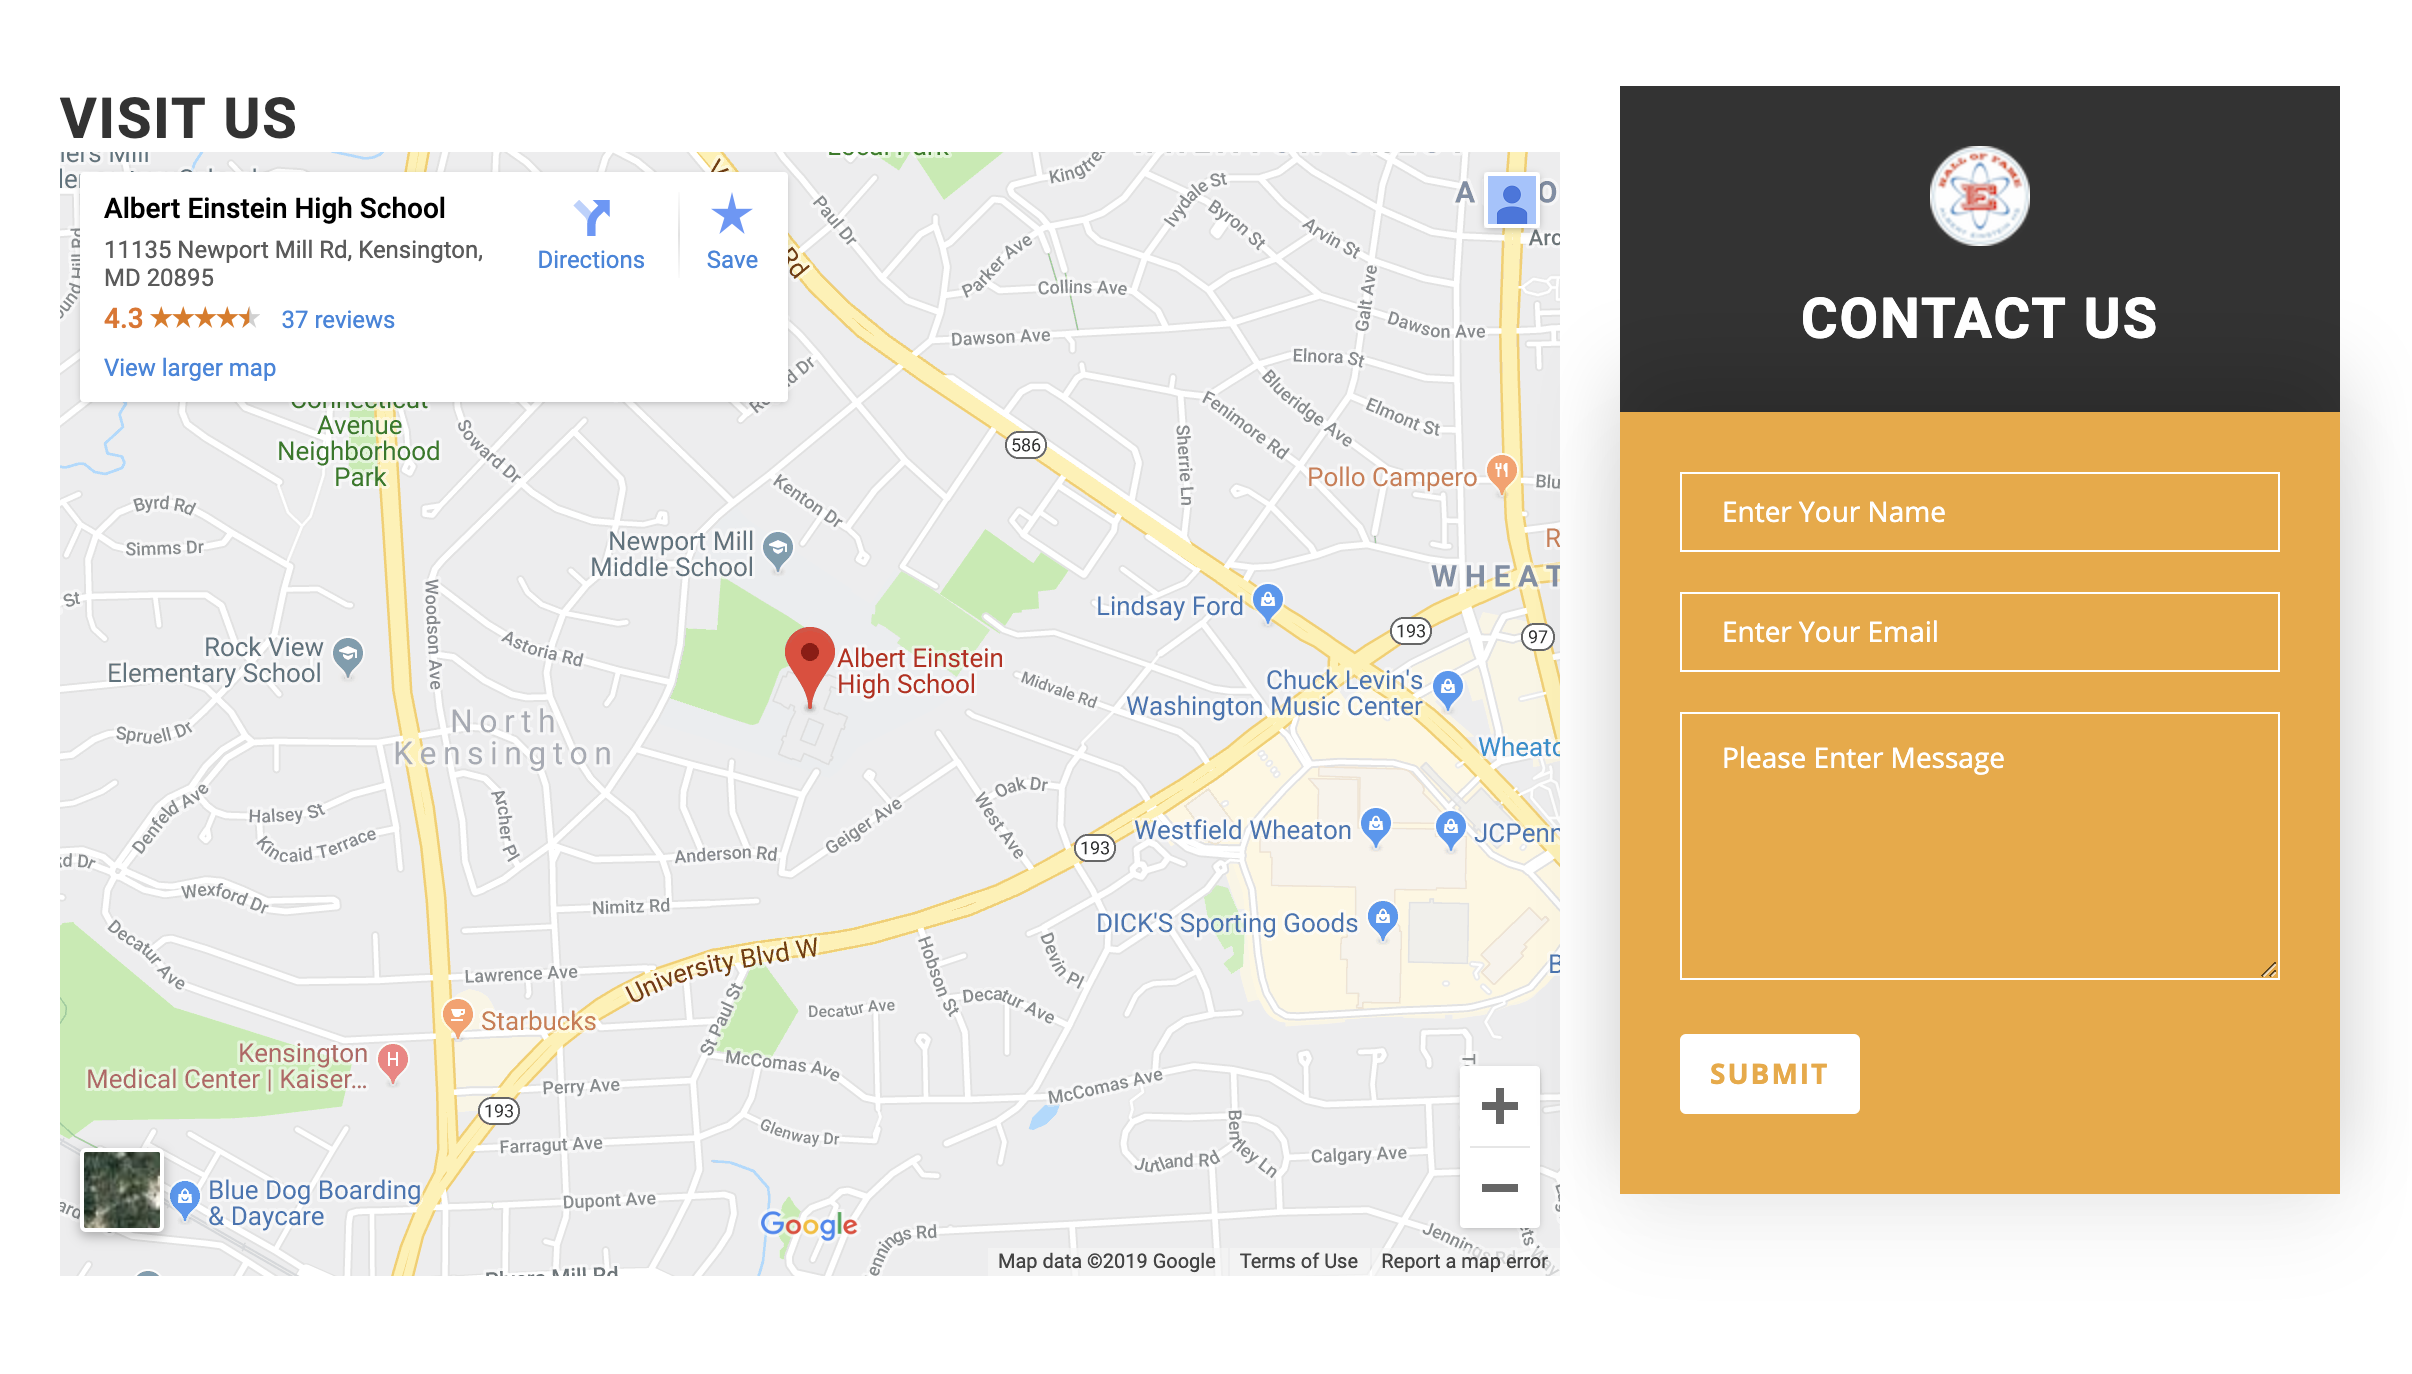 VISIT US
Albert Einstein High School
11135 Newport Mill Rd, Kensington,
MD 20895
4.3
37 reviews
View larger map
Directions
Save
Paul Dr
Kingtre
Ivydale St
Byron St
Arvin St
Parker Ave
Collins Ave
Galt Ave
Dawson Ave
Dawson Ave
Elnora St
Blueridge Ave
Elmont St
Fenimore Rd
Sherrie Ln
Rd
586
Avenue
Neighborhood
Park
Soward Dr
Kenton Dr
Pollo Campero
Blu
Byrd Rd
Simms Dr
Newport Mill
Middle School
WHEAT
Lindsay Ford
193
97
St
Woodson Ave
Rock View
Elementary School
Astoria Rd
Albert Einstein
High School
Midvale Rd
Chuck Levin's
Washington Music Center
North
Kensington
Spruell Dr
Wheato
Denfeld Ave
Halsey St
Kincaid Terrace
Archer Pl
Oak Dr
West Ave
Geiger Ave
Anderson Rd
193
Westfield Wheaton
JCPenn
Wexford Dr
Nimitz Rd
DICK'S Sporting Goods
Decatur Ave
Lawrence Ave
University Blvd W
Hobson St
Devin Pl
Starbucks
St Paul St
Decatur Ave
Decatur Ave
Kensington
Medical Center | Kaiser...
H
McComas Ave
McComas Ave
Perry Ave
193
Farragut Ave
Glenway Dr
Bentley Ln
Jutland Rd
Calgary Ave
Blue Dog Boarding
& Daycare
Dupont Ave
Google
ennings Rd
Jennings Rd
Map data ©2019 Google
Terms of Use
Report a map error
HALL OF FAME
E
CONTACT US
Enter Your Name
Enter Your Email
Please Enter Message
SUBMIT